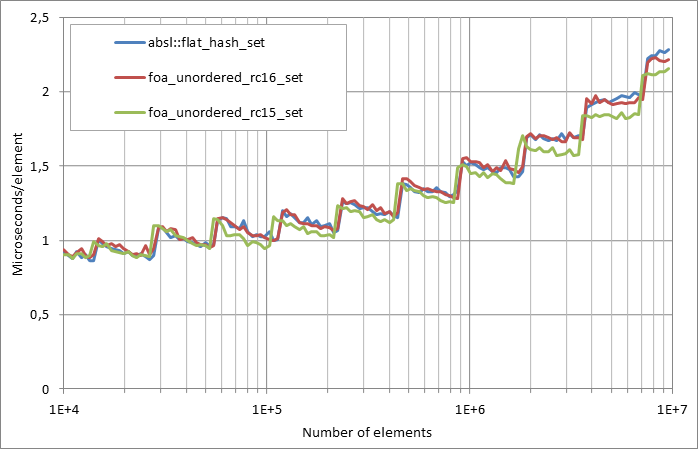 2,5
2
1,5
1
0,5
0
Microseconds/element
absl::flat_hash_set
foa_unordered_rc16_set
foa_unordered_rc15_set
1E+4
1E+5
1E+6
1E+7
Number of elements